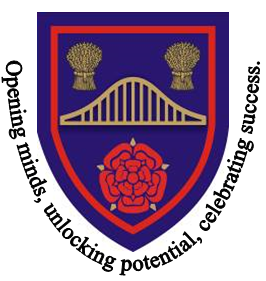 Opening minds, unlocking potential, celebrating success.